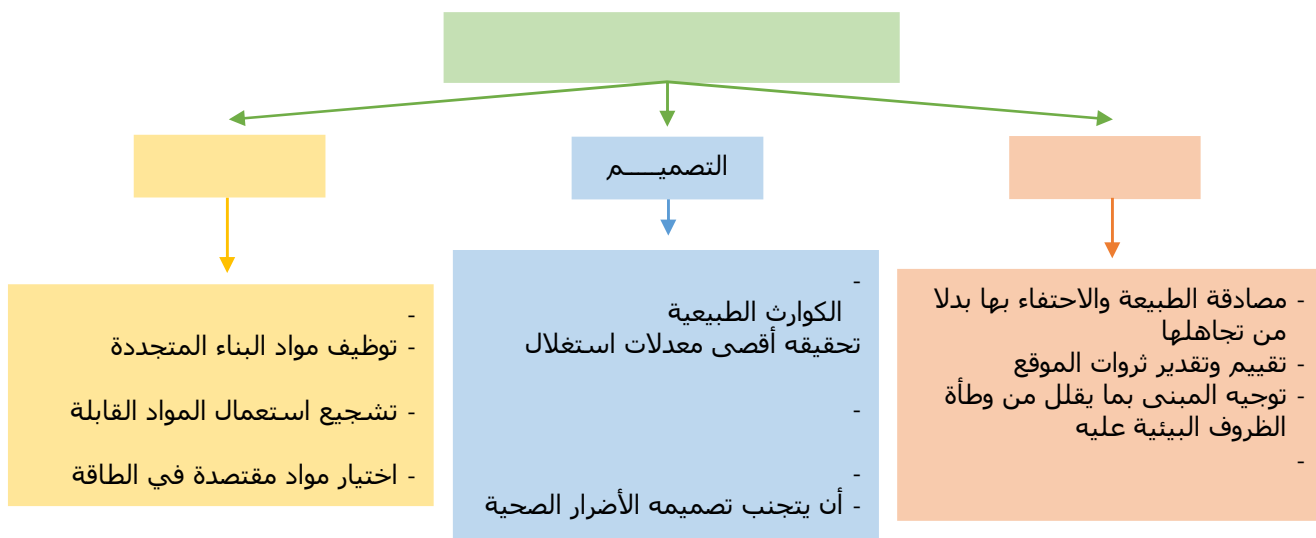 التصميـــــم
- مصادقة الطبيعة والاحتفاء بها بدلا
من تجاهلها
- تقييم وتقدير ثروات الموقع
- توجيه المبنى بما يقلل من وطأة
الظروف البيئية عليه
-
-
الكوارث الطبيعية
تحقيقه أقصى معدلات استغلال
-
-
- أن يتجنب تصميمه الأضرار الصحية
-
- توظيف مواد البناء المتجددة
- تشجيع استعمال المواد القابلة
- اختيار مواد مقتصدة في الطاقة